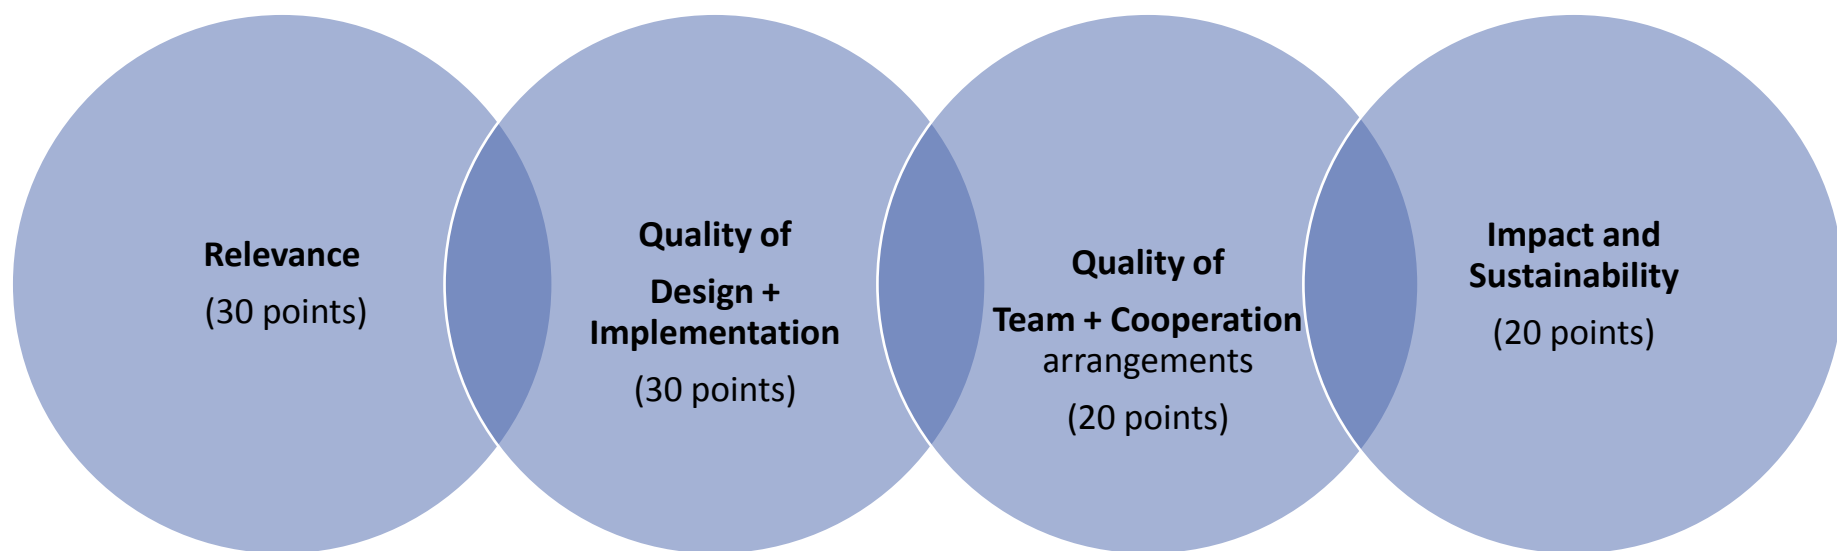 Relevance
(30 points)
Quality of
Design +
Implementation
(30 points)
Quality of
Team + Cooperation
arrangements
(20 points)
Impact and
Sustainability
(20 points)